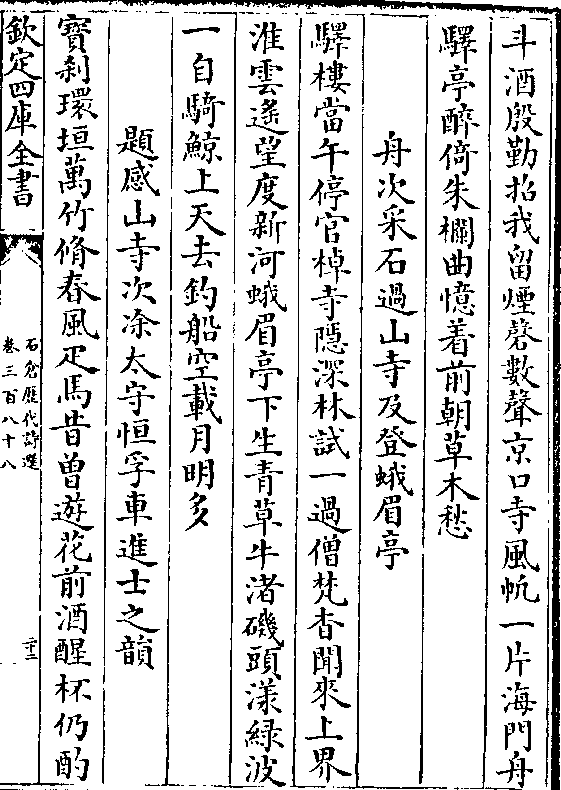 斗酒殷勤招我留煙磬數聲京口寺風帆一片海門舟
驛亭醉倚朱欄曲憶着前朝草木愁
舟次采石過山寺及登蛾眉亭
驛樓當午停官棹寺隱深林試一過僧梵杳聞來上界
淮雲遙望度新河蛾眉亭下生青草牛渚磯頭漾綠波
一自騎鯨上天去釣船空載月明多
題感山寺次涂太守恒孚車進士之韻
寶刹環垣萬竹脩春風疋馬昔曾遊花前酒醒杯仍酌
欽定四庫全書
石倉歷代詩選
卷三百八十八
二十三